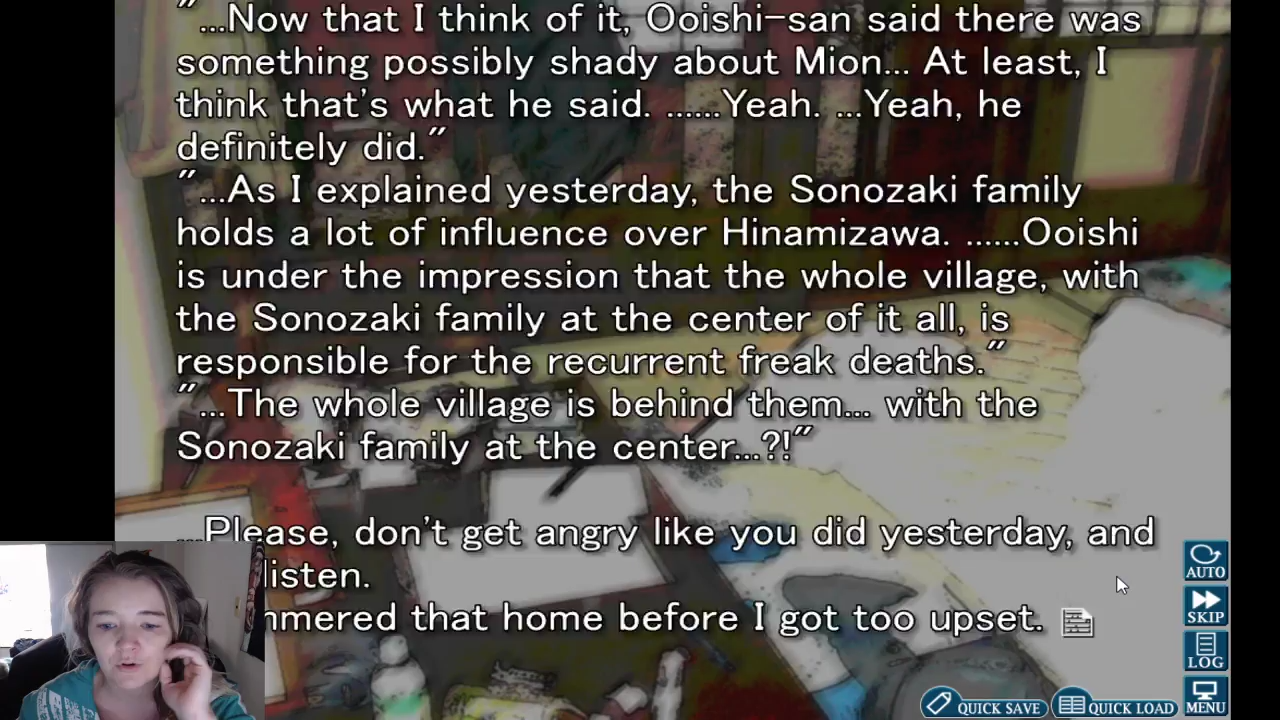 "...Now that I think of it, Ooishi-san said there was
something possibly shady about Mion... At least, I
think that's what he said. ......Yeah. ...Yeah, he
definitely did."
"...As I explained yesterday, the Sonozaki family
holds a lot of influence over Hinamizawa. ......Ooishi
is under the impression that the whole village, with
the Sonozaki family at the center of it all, is
responsible for the recurrent freak deaths."
"...The whole village is behind them... with the
Sonozaki family at the center...?!"
...Please, don't get angry like you did yesterday, and
listen.
mmered that home before I got too upset.
AUTO
SKIP
LOG
MENU
QUICK SAVE
QUICK LOAD